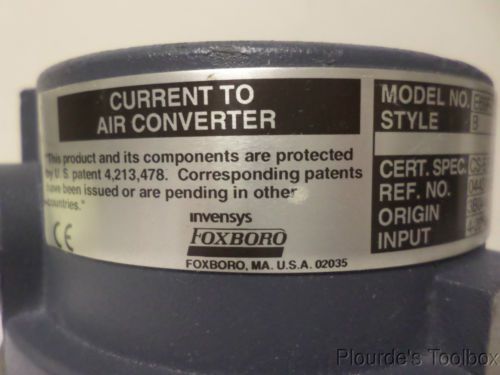 CURRENT TO
AIR CONVERTER
"This product and its components are protected
by U.S. patent 4,213,478. Corresponding patents
have been issued or are pending in other
countries."
CE
invensys
FOXBORO
FOXBORO, MA. U.S.A. 02035
MODEL NO.
STYLE B
CERT. SPEC.
REF. NO.
ORIGIN
INPUT
Plourde's Toolbox